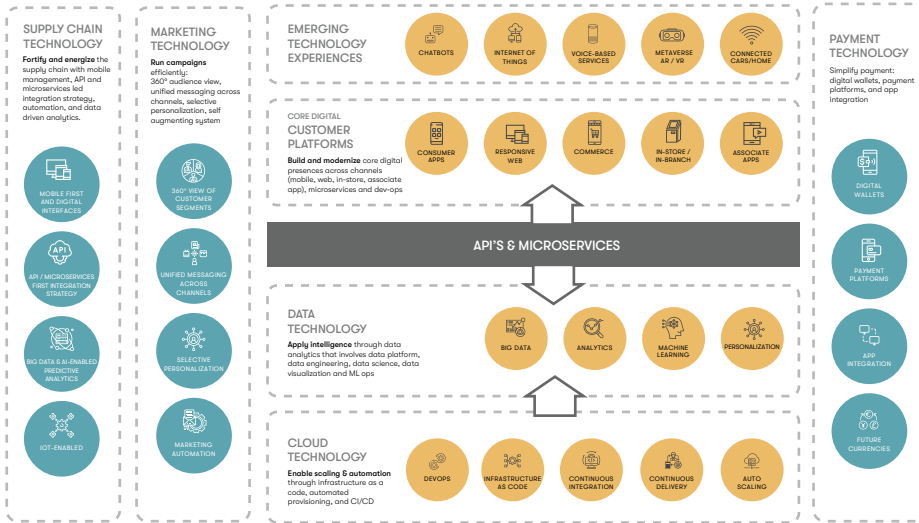 SUPPLY CHAIN
TECHNOLOGY
Fortify and energize the
supply chain with mobile
management, API and
microservices led
integration strategy,
automation, and data
driven analytics.
MOBILE FIRST
AND DIGITAL
INTERFACES
API
API / MICROSERVICES
FIRST INTEGRATION
STRATEGY
BIG DATA & AI-ENABLED
PREDICTIVE
ANALYTICS
IOT-ENABLED
MARKETING
TECHNOLOGY
Run campaigns
efficiently:
360° audience view,
unified messaging across
channels, selective
personalization, self
augmenting system
360° VIEW OF
CUSTOMER
SEGMENTS
UNIFIED MESSAGING
ACROSS
CHANNELS
SELECTIVE
PERSONALIZATION
MARKETING
AUTOMATION
EMERGING
TECHNOLOGY
EXPERIENCES
CHATBOTS
INTERNET OF
THINGS
VOICE-BASED
SERVICES
METAVERSE
AR / VR
CONNECTED
CARS/HOME
CORE DIGITAL
CUSTOMER
PLATFORMS
Build and modernize core digital
presences across channels
(mobile, web, in-store, associate
app), microservices and dev-ops
CONSUMER
APPS
RESPONSIVE
WEB
COMMERCE
IN-STORE /
IN-BRANCH
ASSOCIATE
APPS
API'S & MICROSERVICES
DATA
TECHNOLOGY
Apply intelligence through data
analytics that involves data platform,
data engineering, data science, data
visualization and ML ops
BIG DATA
ANALYTICS
MACHINE
LEARNING
PERSONALIZATION
CLOUD
TECHNOLOGY
Enable scaling & automation
through infrastructure as a
code, automated
provisioning, and CI/CD
DEVOPS
INFRASTRUCTURE
AS CODE
CONTINUOUS
INTEGRATION
CONTINUOUS
DELIVERY
AUTO
SCALING
PAYMENT
TECHNOLOGY
Simplify payment:
digital wallets, payment
platforms, and app
integration
DIGITAL
WALLETS
PAYMENT
PLATFORMS
APP
INTEGRATION
FUTURE
CURRENCIES